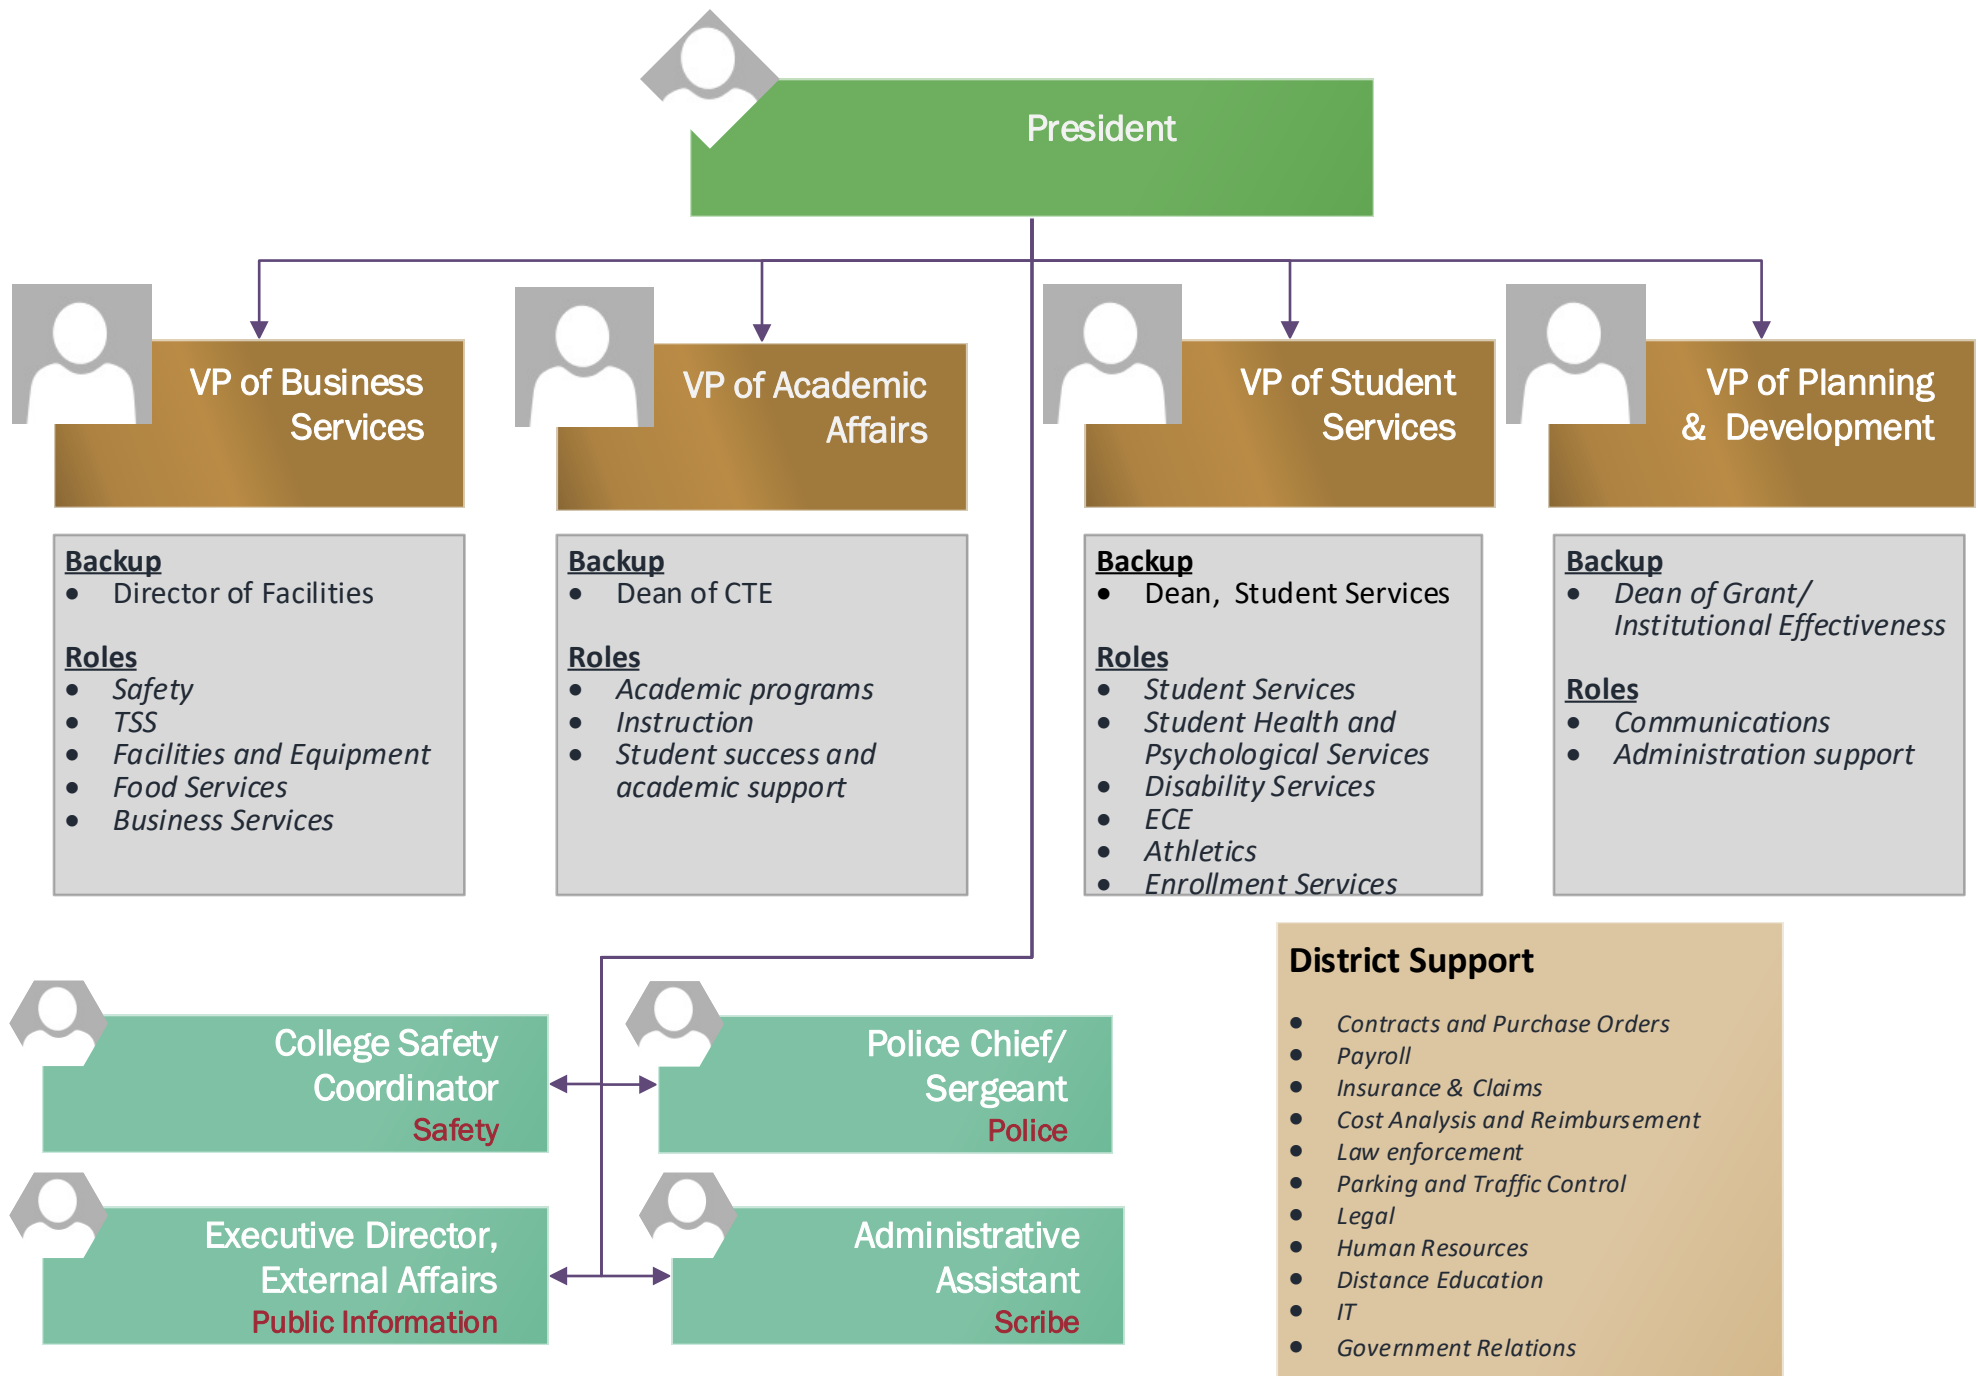 President
VP of Business
Services
VP of Academic
Affairs
VP of Student
Services
VP of Planning
& Development
Backup
• Director of Facilities
Roles
• Safety
• TSS
• Facilities and Equipment
• Food Services
• Business Services
Backup
• Dean of CTE
Roles
• Academic programs
• Instruction
• Student success and
academic support
Backup
• Dean, Student Services
Roles
• Student Services
• Student Health and
Psychological Services
• Disability Services
• ECE
• Athletics
• Enrollment Services
Backup
• Dean of Grant/
Institutional Effectiveness
Roles
• Communications
• Administration support
College Safety
Coordinator
Safety
Police Chief/
Sergeant
Police
Executive Director,
External Affairs
Public Information
Administrative
Assistant
Scribe
District Support
• Contracts and Purchase Orders
• Payroll
• Insurance & Claims
• Cost Analysis and Reimbursement
• Law enforcement
• Parking and Traffic Control
• Legal
• Human Resources
• Distance Education
• IT
• Government Relations